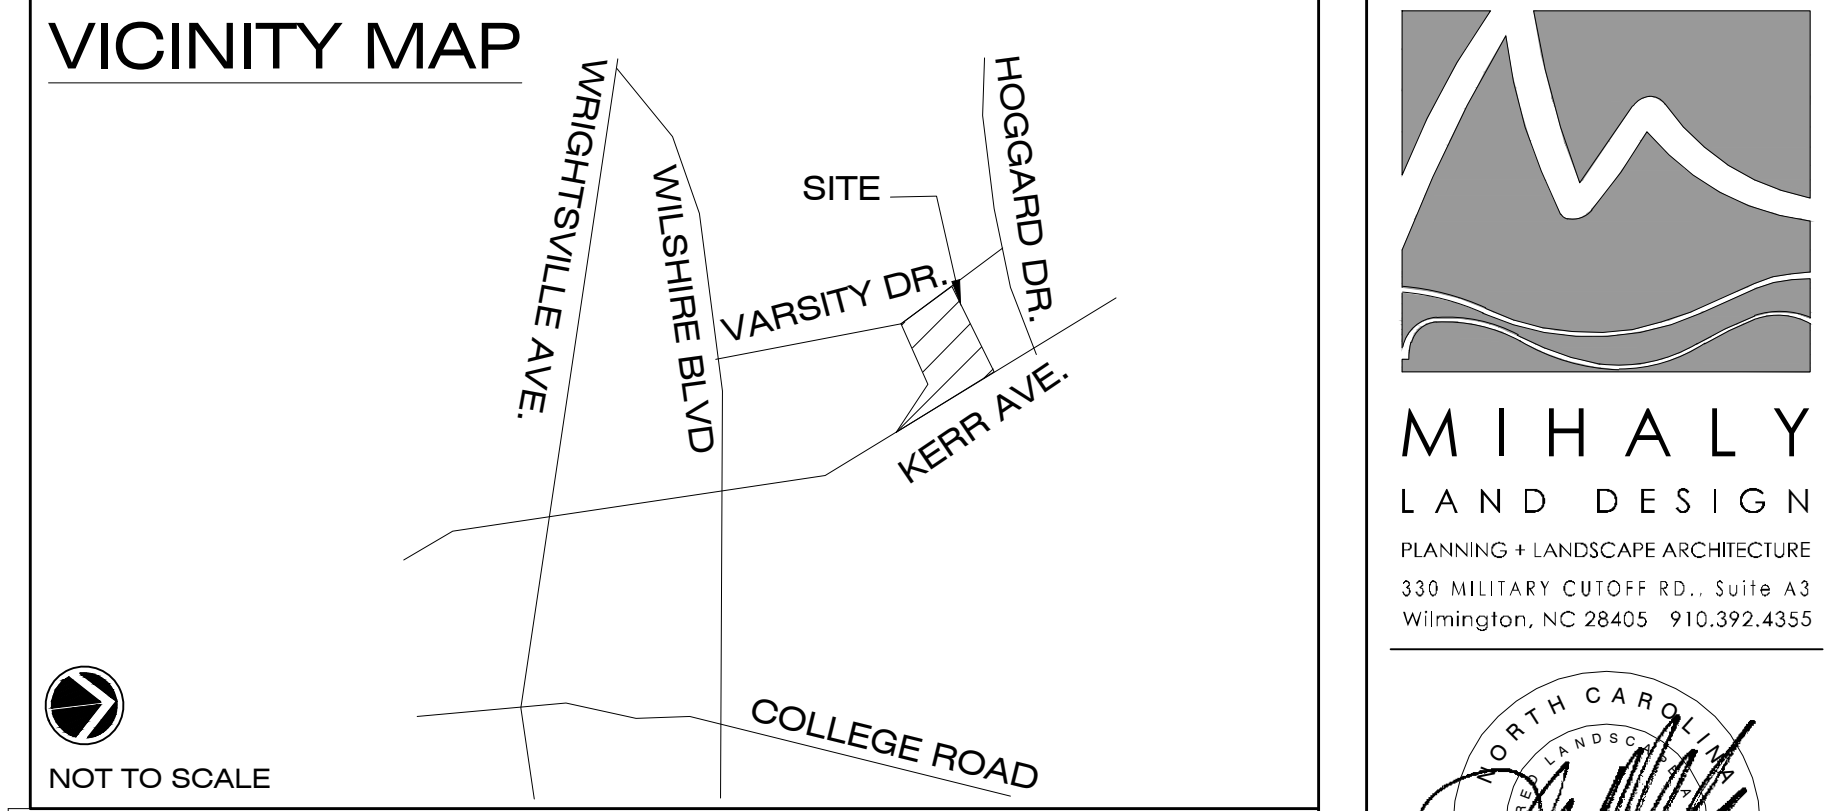 VICINITY MAP
WRIGHTSVILLE AVE.
WILSHIRE BLVD
SITE
HOGGARD DR.
VARSITY DR.
KERR AVE.
COLLEGE ROAD
NOT TO SCALE
MIHALY
LAND DESIGN
PLANNING + LANDSCAPE ARCHITECTURE
330 MILITARY CUTOFF RD., Suite A3
Wilmington, NC 28405 910.392.4355
NORTH CAROLINA